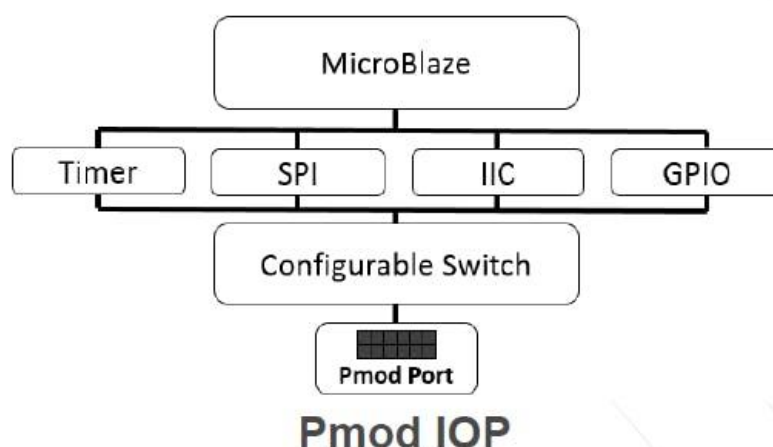 MicroBlaze
Timer SPI IIC GPIO
Configurable Switch
Pmod Port
Pmod IOP